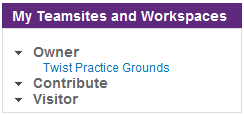 My Teamsites and Workspaces
Owner
Twist Practice Grounds
Contribute
Visitor